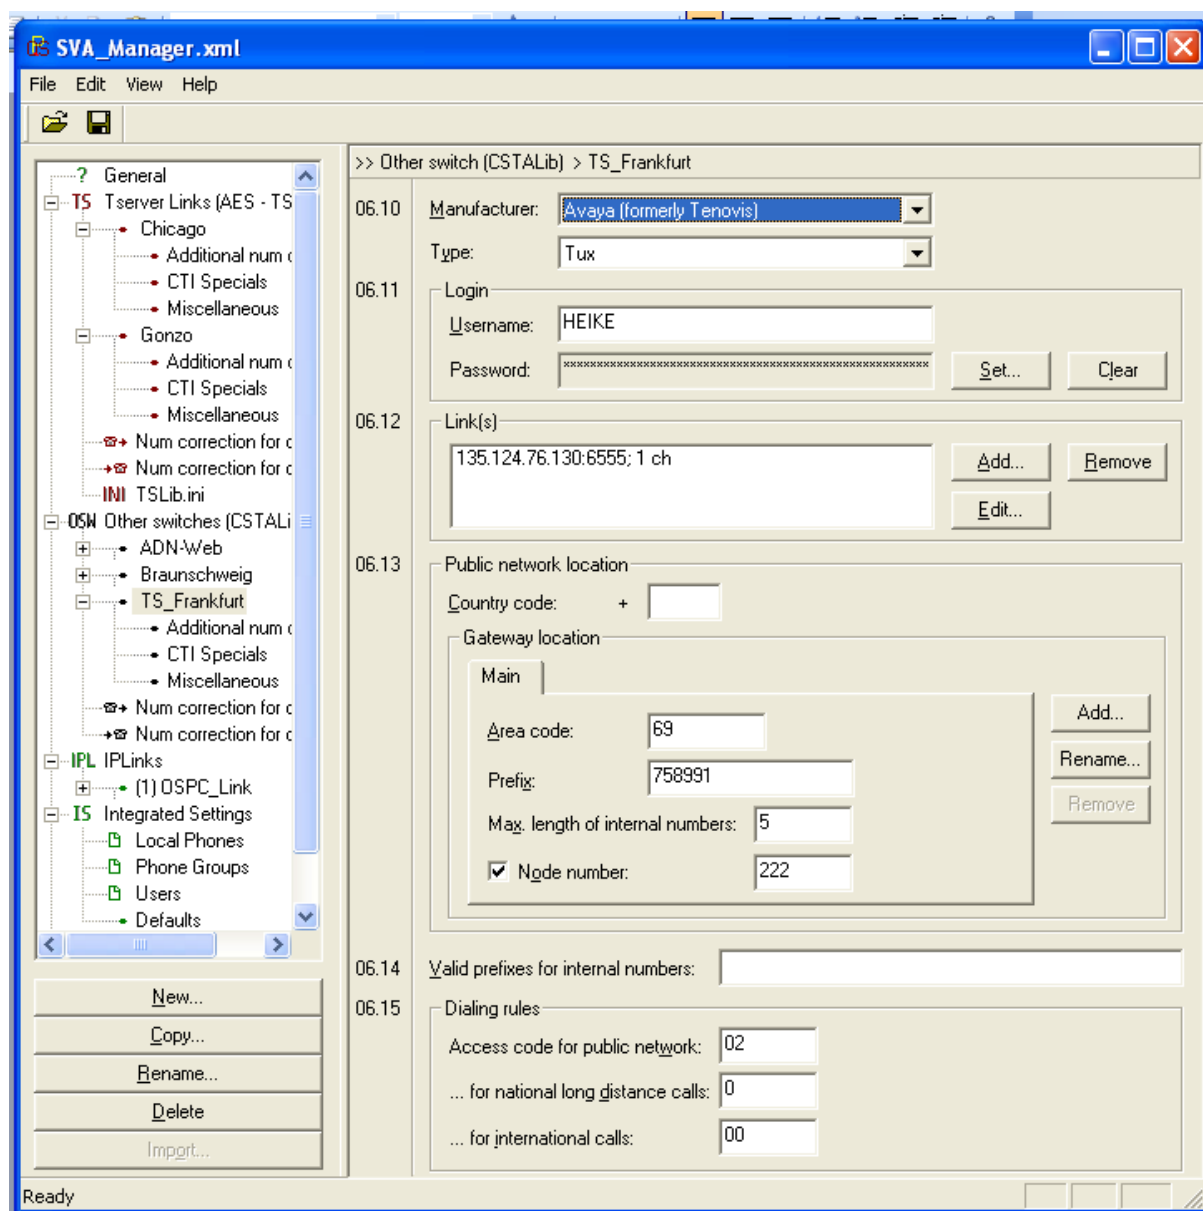 SVA_Manager.xml
File Edit View Help
? General
TS Tserver Links (AES - TS
Chicago
Additional num
CTI Specials
Miscellaneous
Gonzo
Additional num
CTI Specials
Miscellaneous
Num correction for
Num correction for
INI TSLib.ini
OSW Other switches (CSTALi
ADN-Web
Braunschweig
TS_Frankfurt
Additional num
CTI Specials
Miscellaneous
Num correction for
Num correction for
IPL IPLinks
(1) OSPC_Link
IS Integrated Settings
Local Phones
Phone Groups
Users
Defaults
New...
Copy...
Rename...
Delete
Import...
>> Other switch (CSTALib) > TS_Frankfurt
06.10 Manufacturer: Avaya (formerly Tenovis)
Type: Tux
06.11 Login
Username: HEIKE
Password: Set... Clear
06.12 Link(s)
135.124.76.130:6555; 1 ch Add... Remove
Edit...
06.13 Public network location
Country code: +
Gateway location
Main
Add...
Area code: 69
Rename...
Prefix: 758991
Remove
Max. length of internal numbers: 5
Node number: 222
06.14 Valid prefixes for internal numbers:
06.15 Dialing rules
Access code for public network: 02
... for national long distance calls: 0
... for international calls: 00
Ready